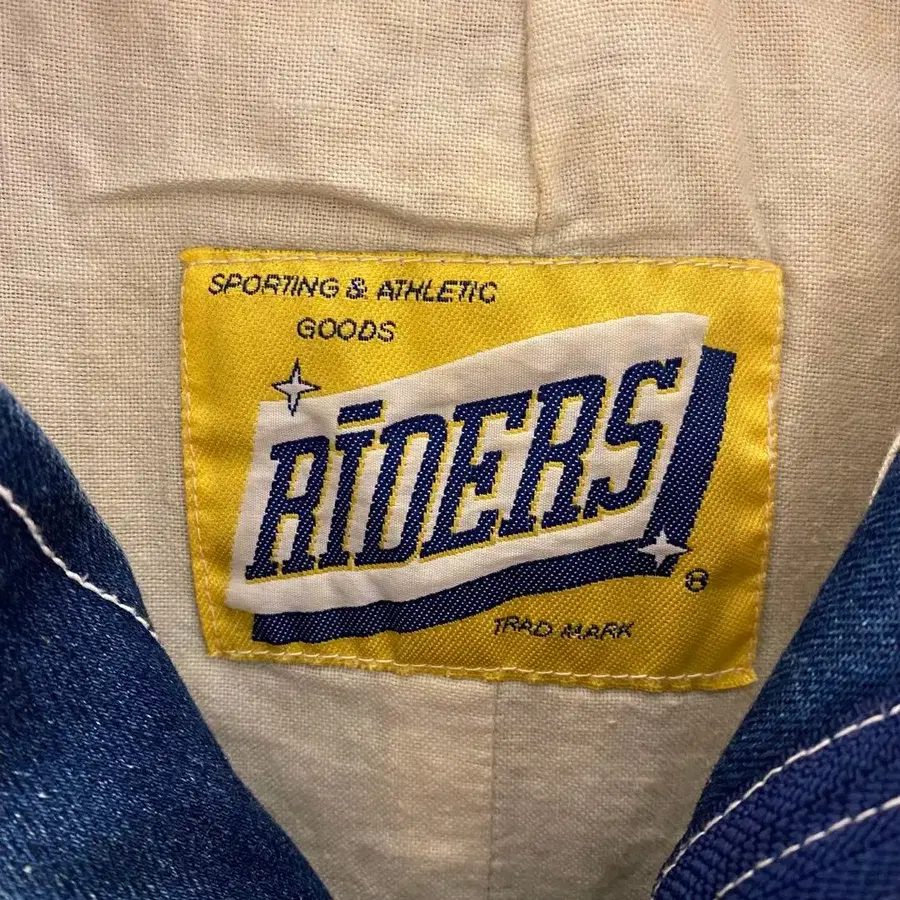 SPORTING & ATHLETIC
GOODS
RIDERS
®
TRAD MARK